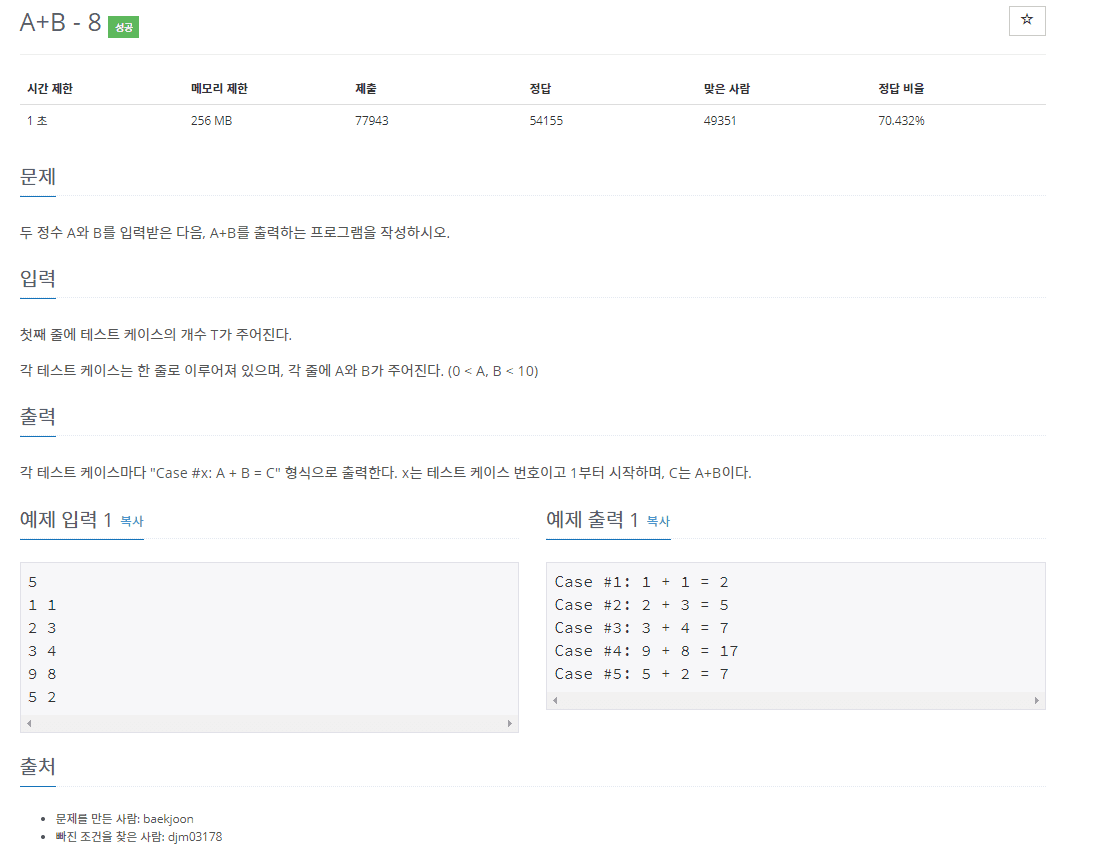 A+B - 8 성공
☆
시간 제한 메모리 제한 제출 정답 맞은 사람 정답 비율
1 초 256 MB 77943 54155 49351 70.432%
문제
두 정수 A와 B를 입력받은 다음, A+B를 출력하는 프로그램을 작성하시오.
입력
첫째 줄에 테스트 케이스의 개수 T가 주어진다.
각 테스트 케이스는 한 줄로 이루어져 있으며, 각 줄에 A와 B가 주어진다. (0 < A, B < 10)
출력
각 테스트 케이스마다 "Case #x: A + B = C" 형식으로 출력한다. x는 테스트 케이스 번호이고 1부터 시작하며, C는 A+B이다.
예제 입력 1 복사
5
1 1
2 3
3 4
9 8
5 2
예제 출력 1 복사
Case #1: 1 + 1 = 2
Case #2: 2 + 3 = 5
Case #3: 3 + 4 = 7
Case #4: 9 + 8 = 17
Case #5: 5 + 2 = 7
출처
• 문제를 만든 사람: baekjoon
• 빠진 조건을 찾은 사람: djm03178